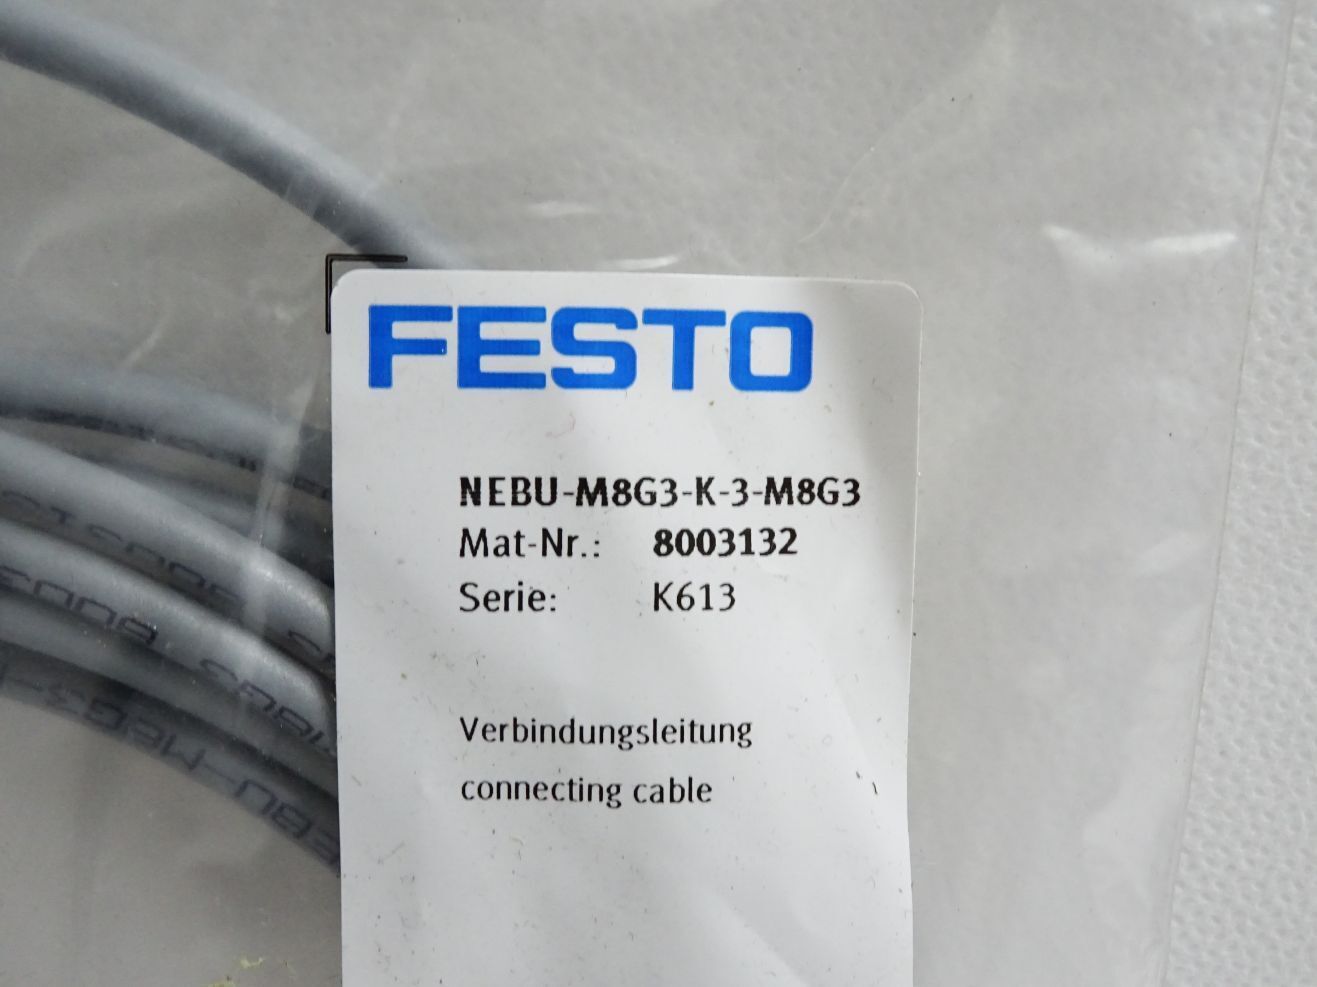 FESTO
NEBU-M8G3-K-3-M8G3
Mat-Nr.: 8003132
Serie: K613
Verbindungsleitung
connecting cable